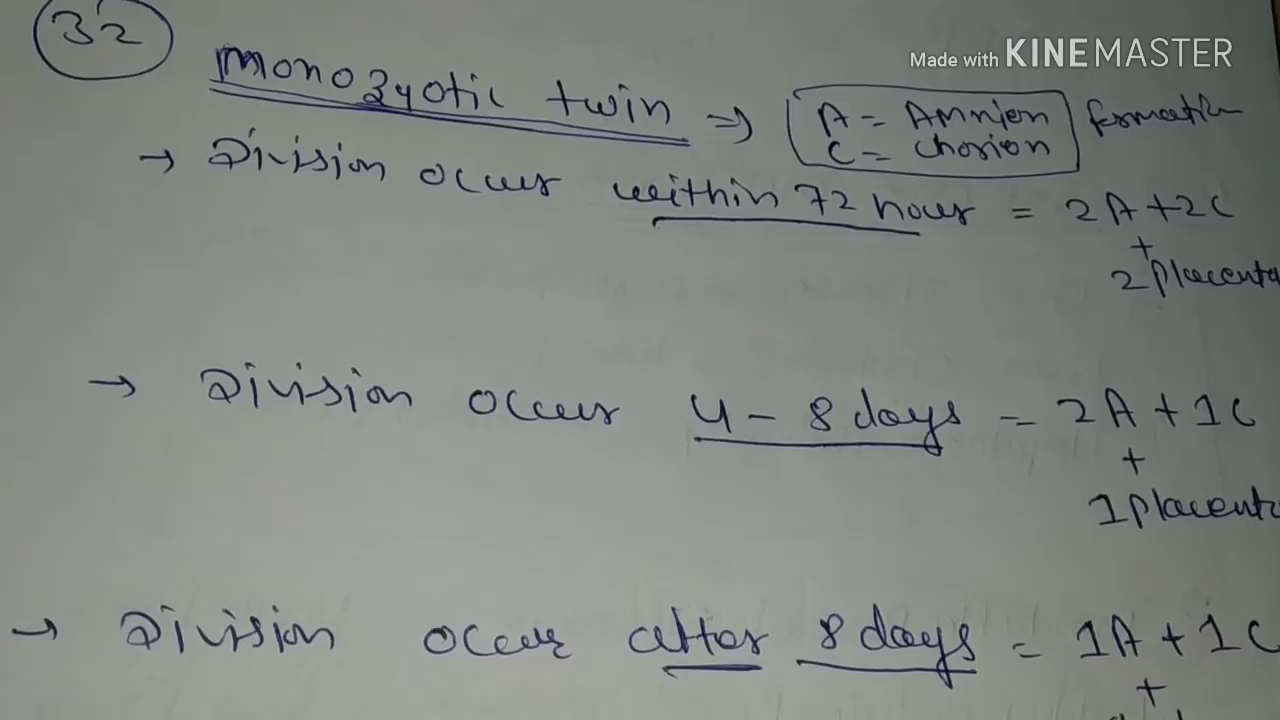 32
Made with KINEMASTER
Monozyotic twin ⇒ A = Amnion formation
C = Chorion
→ Division occur within 72 hour = 2A + 2C
+
2 Placenta
→ Division occur 4 - 8 days = 2A + 1C
+
1 Placenta
→ Division occur after 8 days = 1A + 1C
+